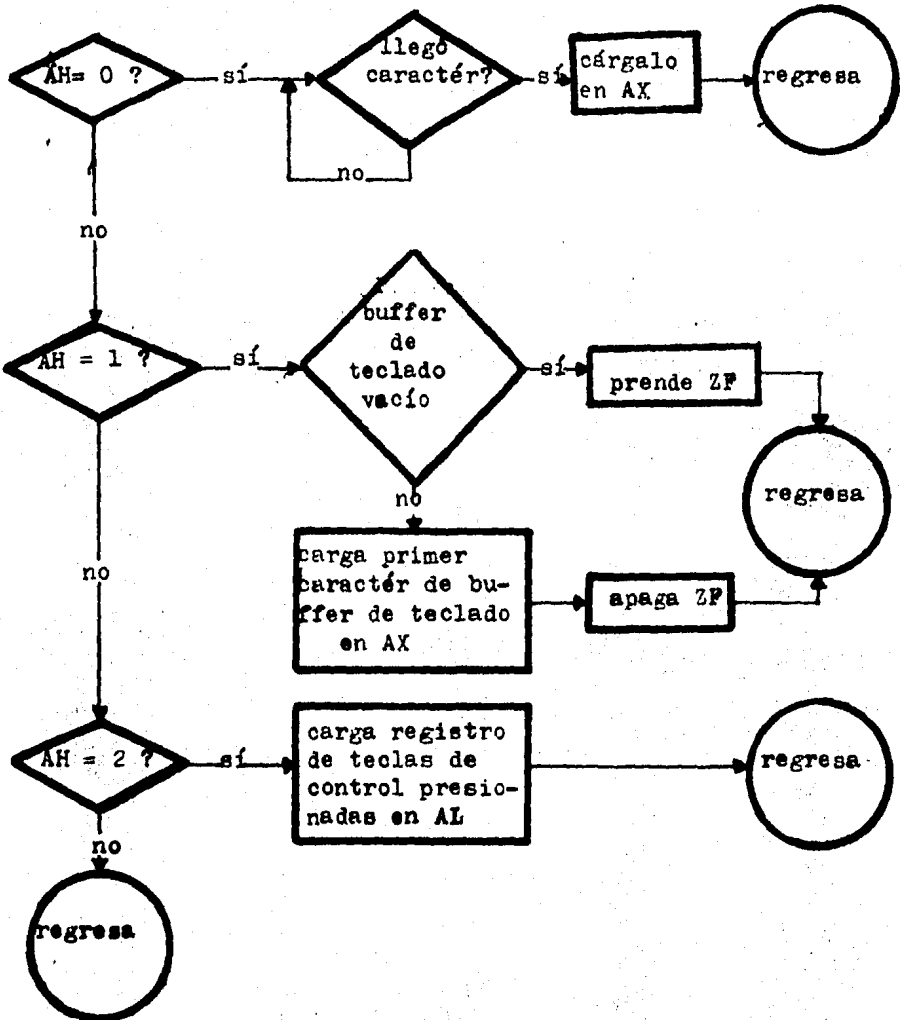 AH= 0 ?
sí
llegó
caractér?
sí
cárgalo
en AX
regresa
no
no
AH = 1 ?
sí
buffer
de
teclado
vacío
sí
prende ZF
regresa
no
carga primer
caractér de bu-
ffer de teclado
en AX
apaga ZF
no
AH = 2 ?
sí
carga registro
de teclas de
control presio-
nadas en AL
regresa
no
regresa